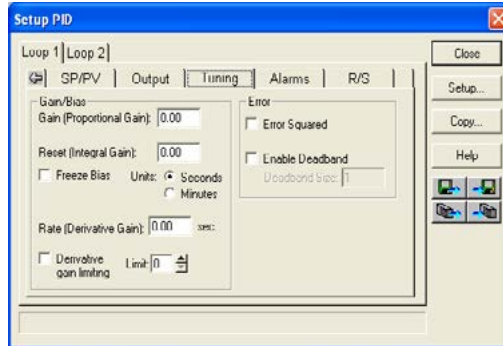 Setup PID
Loop 1 Loop 2
SP/PV Output Tuning Alarms R/S
Gain/Bias
Gain (Proportional Gain): 0.00
Reset (Integral Gain): 0.00
Freeze Bias Units: Seconds
Minutes
Rate (Derivative Gain): 0.00 sec
Derivative
gain limiting Limit: 0
Error
Error Squared
Enable Deadband
Deadband Size: 1
Close
Setup...
Copy...
Help